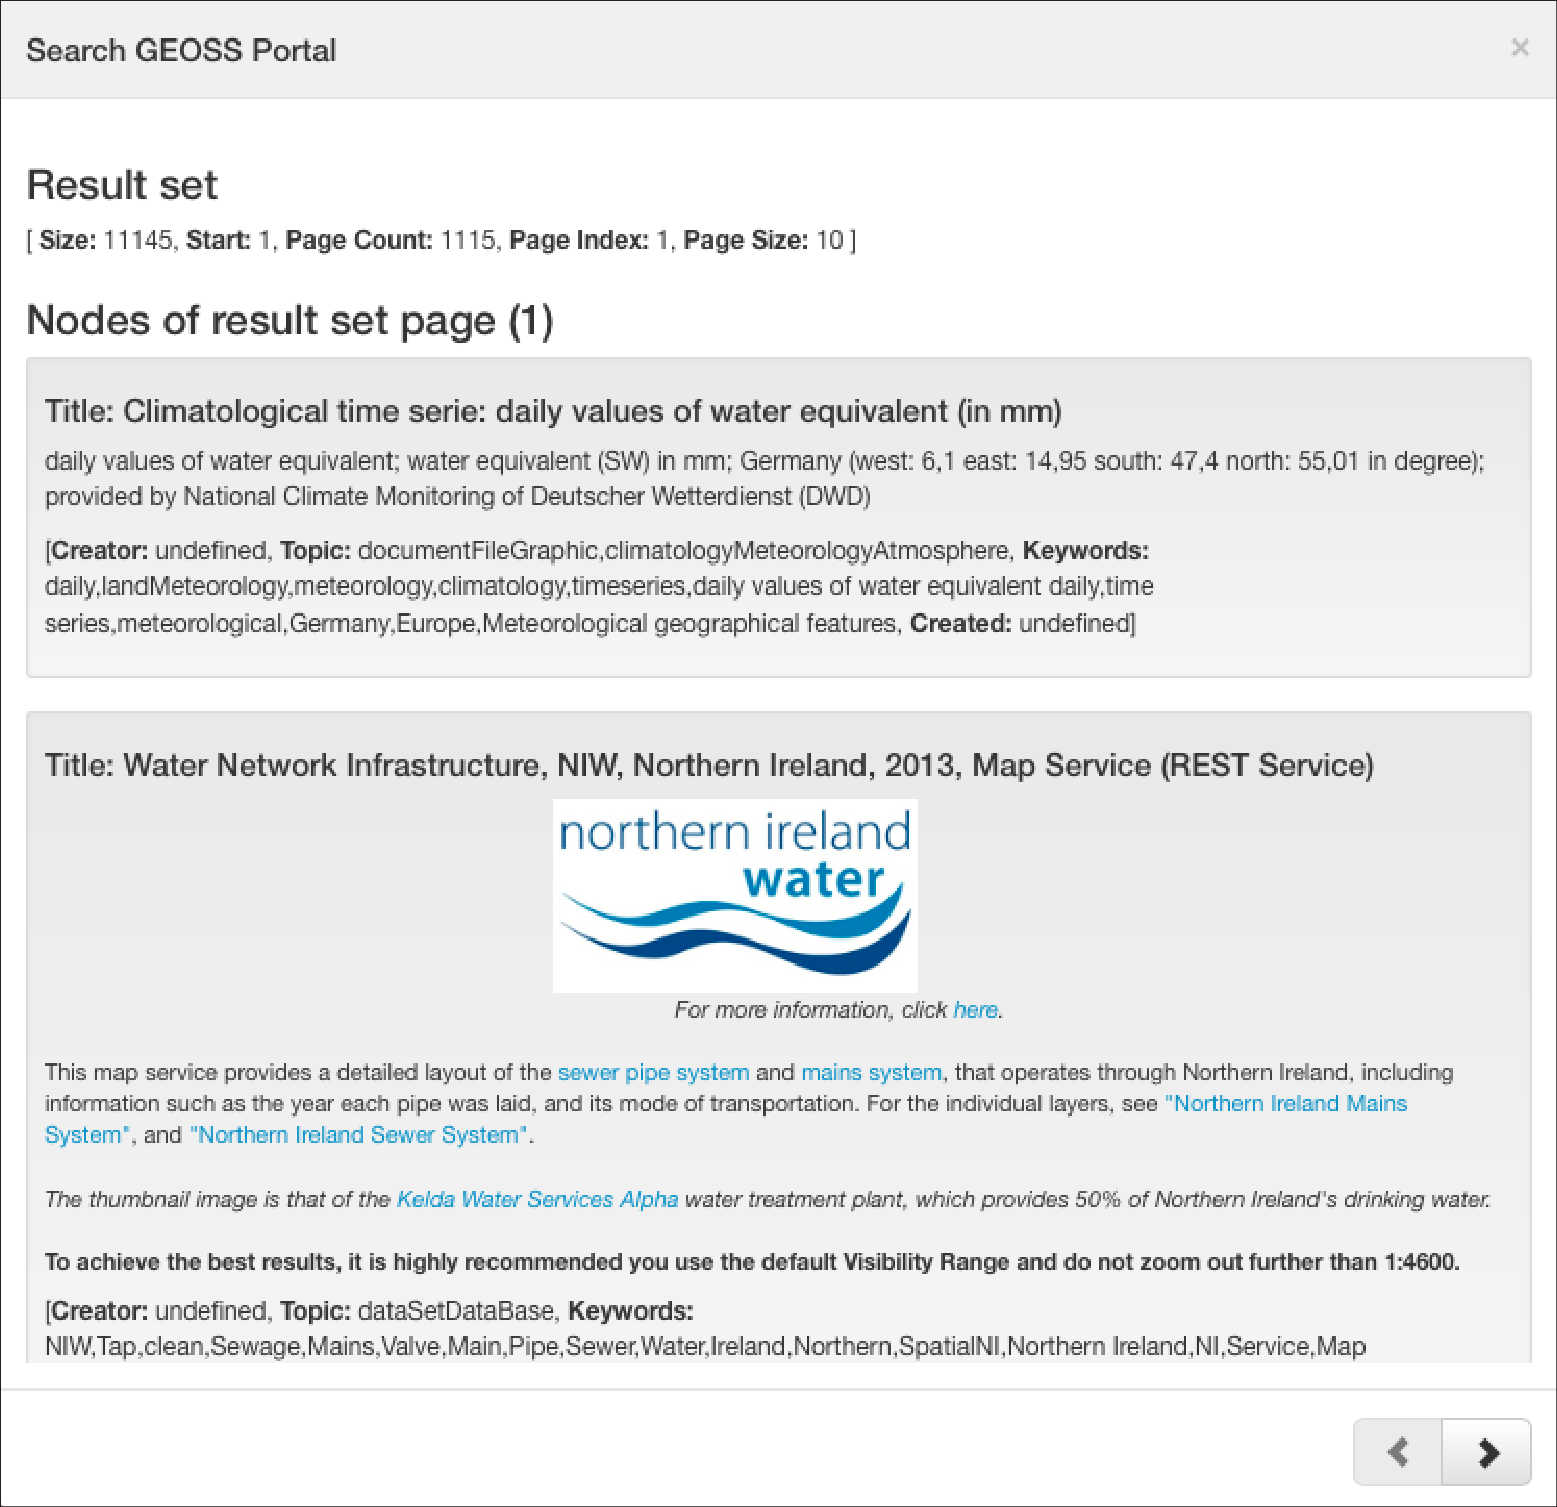 Search GEOSS Portal
×
Result set
[ Size: 11145, Start: 1, Page Count: 1115, Page Index: 1, Page Size: 10 ]
Nodes of result set page (1)
Title: Climatological time serie: daily values of water equivalent (in mm)
daily values of water equivalent; water equivalent (SW) in mm; Germany (west: 6,1 east: 14,95 south: 47,4 north: 55,01 in degree);
provided by National Climate Monitoring of Deutscher Wetterdienst (DWD)
[Creator: undefined, Topic: documentFileGraphic,climatologyMeteorologyAtmosphere, Keywords:
daily,landMeteorology,meteorology,climatology,timeseries,daily values of water equivalent daily,time
series,meteorological,Germany,Europe,Meteorological geographical features, Created: undefined]
Title: Water Network Infrastructure, NIW, Northern Ireland, 2013, Map Service (REST Service)
northern ireland
water
For more information, click here.
This map service provides a detailed layout of the sewer pipe system and mains system, that operates through Northern Ireland, including
information such as the year each pipe was laid, and its mode of transportation. For the individual layers, see "Northern Ireland Mains
System", and "Northern Ireland Sewer System".
The thumbnail image is that of the Kelda Water Services Alpha water treatment plant, which provides 50% of Northern Ireland's drinking water.
To achieve the best results, it is highly recommended you use the default Visibility Range and do not zoom out further than 1:4600.
[Creator: undefined, Topic: dataSetDataBase, Keywords:
NIW,Tap,clean,Sewage,Mains,Valve,Main,Pipe,Sewer,Water,Ireland,Northern,SpatialNI,Northern Ireland,NI,Service,Map